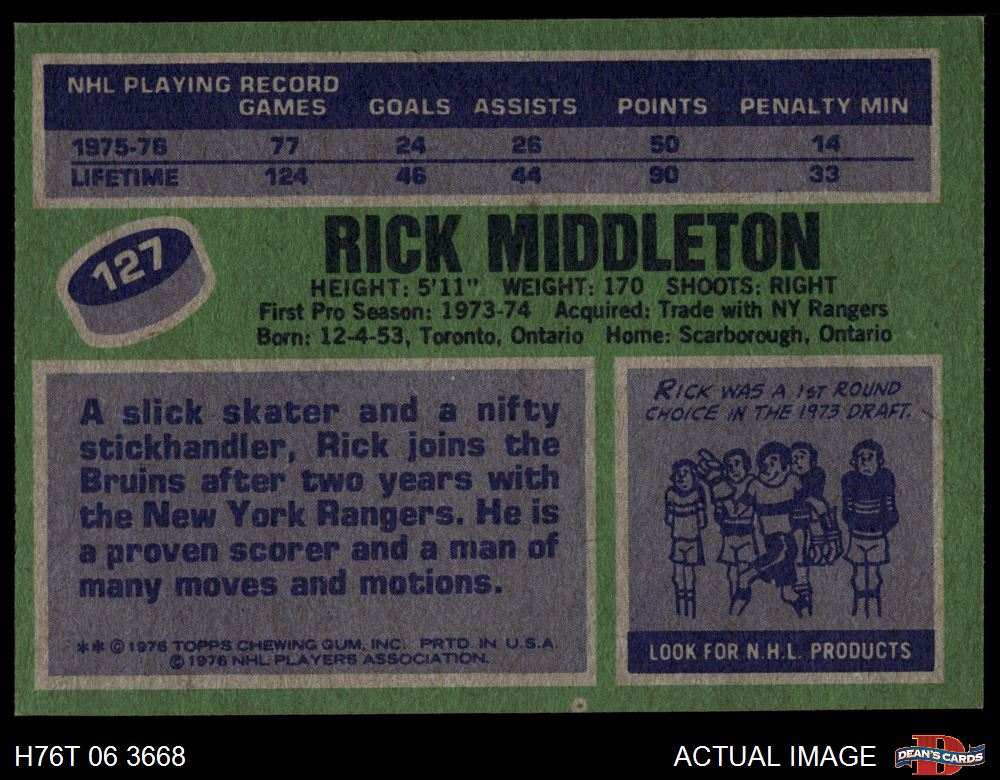 NHL PLAYING RECORD
GAMES GOALS ASSISTS POINTS PENALTY MIN
1975-76 77 24 26 50 14
LIFETIME 124 46 44 90 33
127
RICK MIDDLETON
HEIGHT: 5'11" WEIGHT: 170 SHOOTS: RIGHT
First Pro Season: 1973-74 Acquired: Trade with NY Rangers
Born: 12-4-53, Toronto, Ontario Home: Scarborough, Ontario
A slick skater and a nifty
stickhandler, Rick joins the
Bruins after two years with
the New York Rangers. He is
a proven scorer and a man of
many moves and motions.
**©1976 TOPPS CHEWING GUM, INC. PRTD. IN U.S.A.
©1976 NHL PLAYERS ASSOCIATION.
RICK WAS A 1ST ROUND
CHOICE IN THE 1973 DRAFT.
LOOK FOR N.H.L. PRODUCTS
H76T 06 3668
ACTUAL IMAGE
D
DEAN'S CARDS